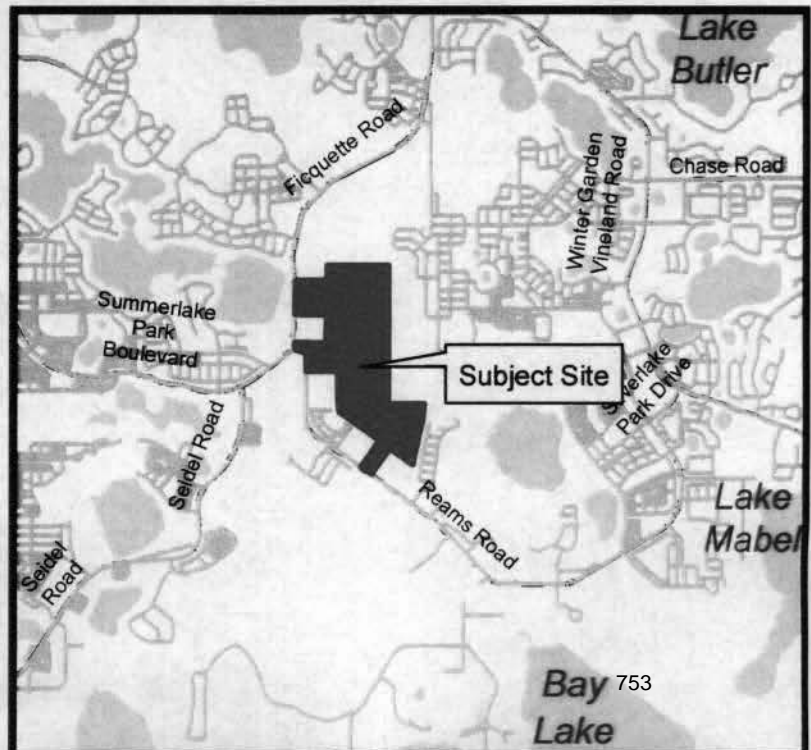 Lake
Butler
Ficquette Road
Chase Road
Winter Garden
Vineland Road
Summerlake
Park
Boulevard
Subject Site
Silverlake
Park Drive
Seidel Road
Reams Road
Lake
Mabel
Seidel
Road
Bay 753
Lake